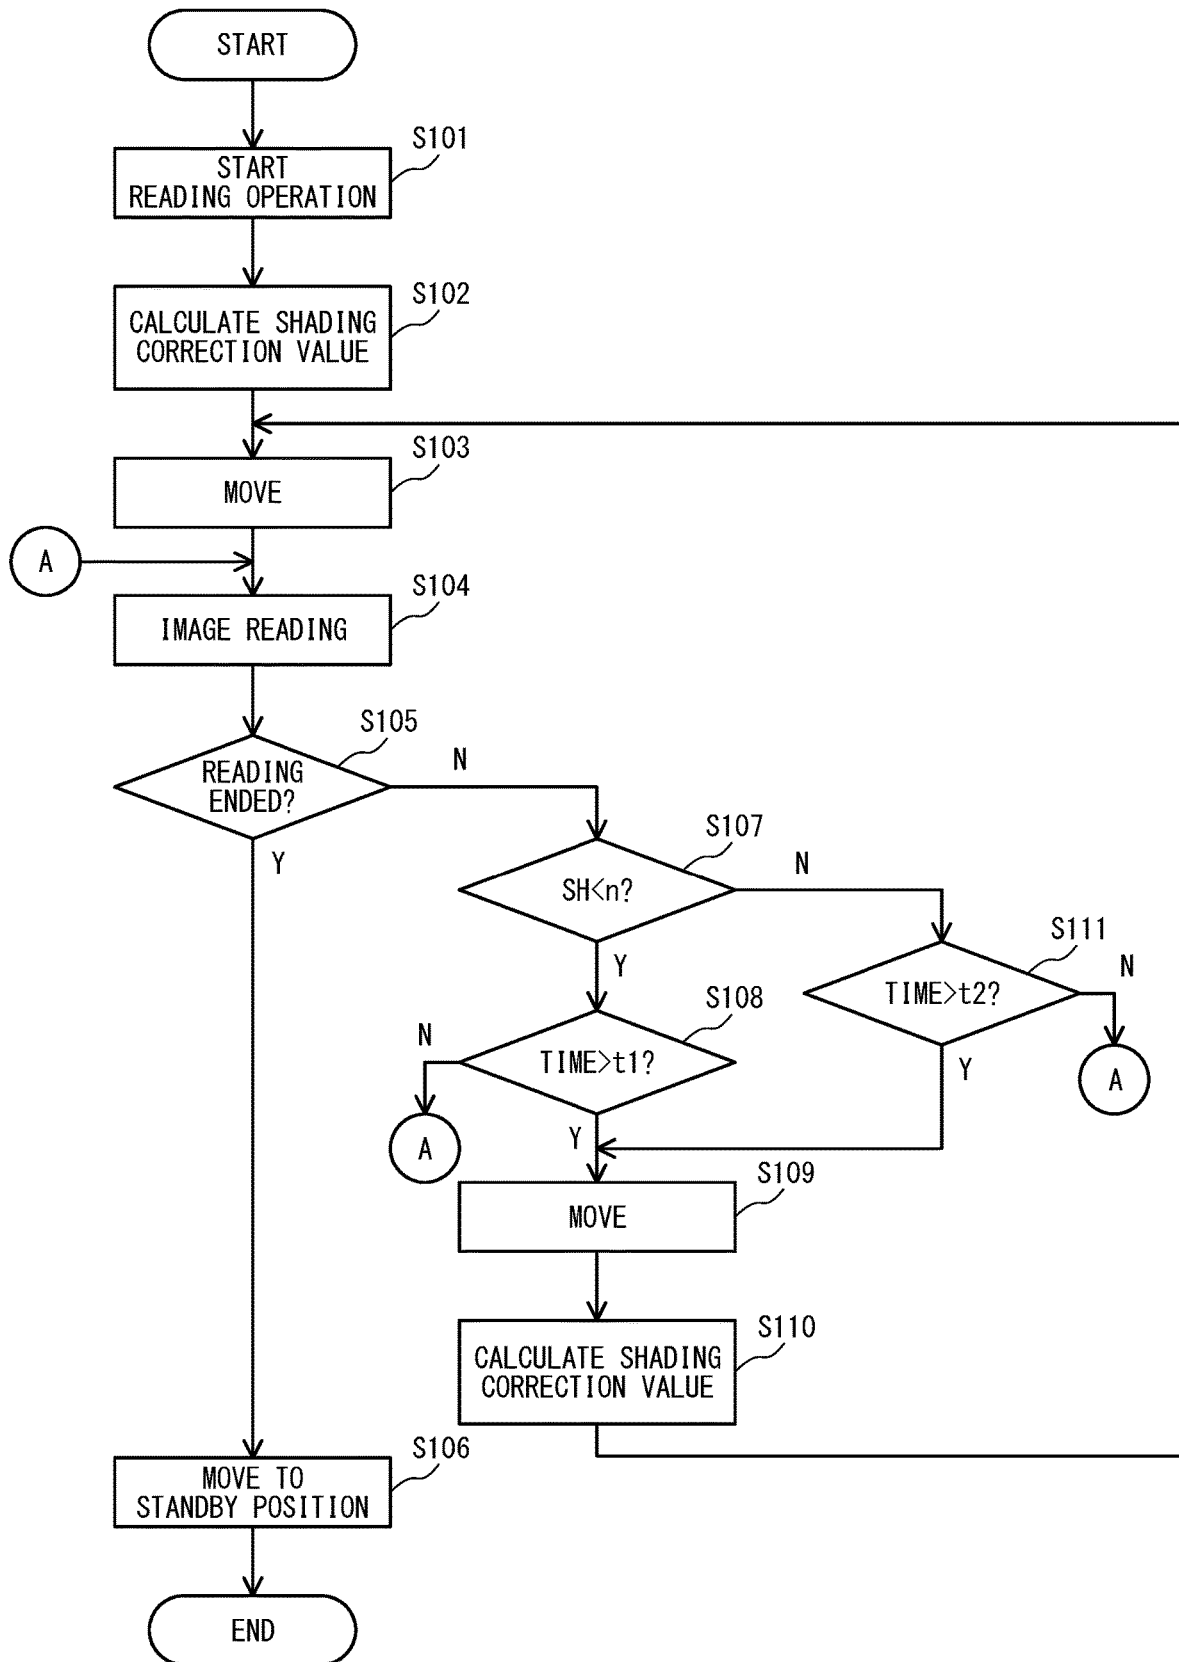 START
S101
START
READING OPERATION
S102
CALCULATE SHADING
CORRECTION VALUE
S103
MOVE
A
S104
IMAGE READING
S105
READING
ENDED?
N
Y
S107
SH<n?
N
Y
S111
TIME>t2?
N
Y
A
S108
TIME>t1?
N
Y
A
S109
MOVE
S110
CALCULATE SHADING
CORRECTION VALUE
S106
MOVE TO
STANDBY POSITION
END